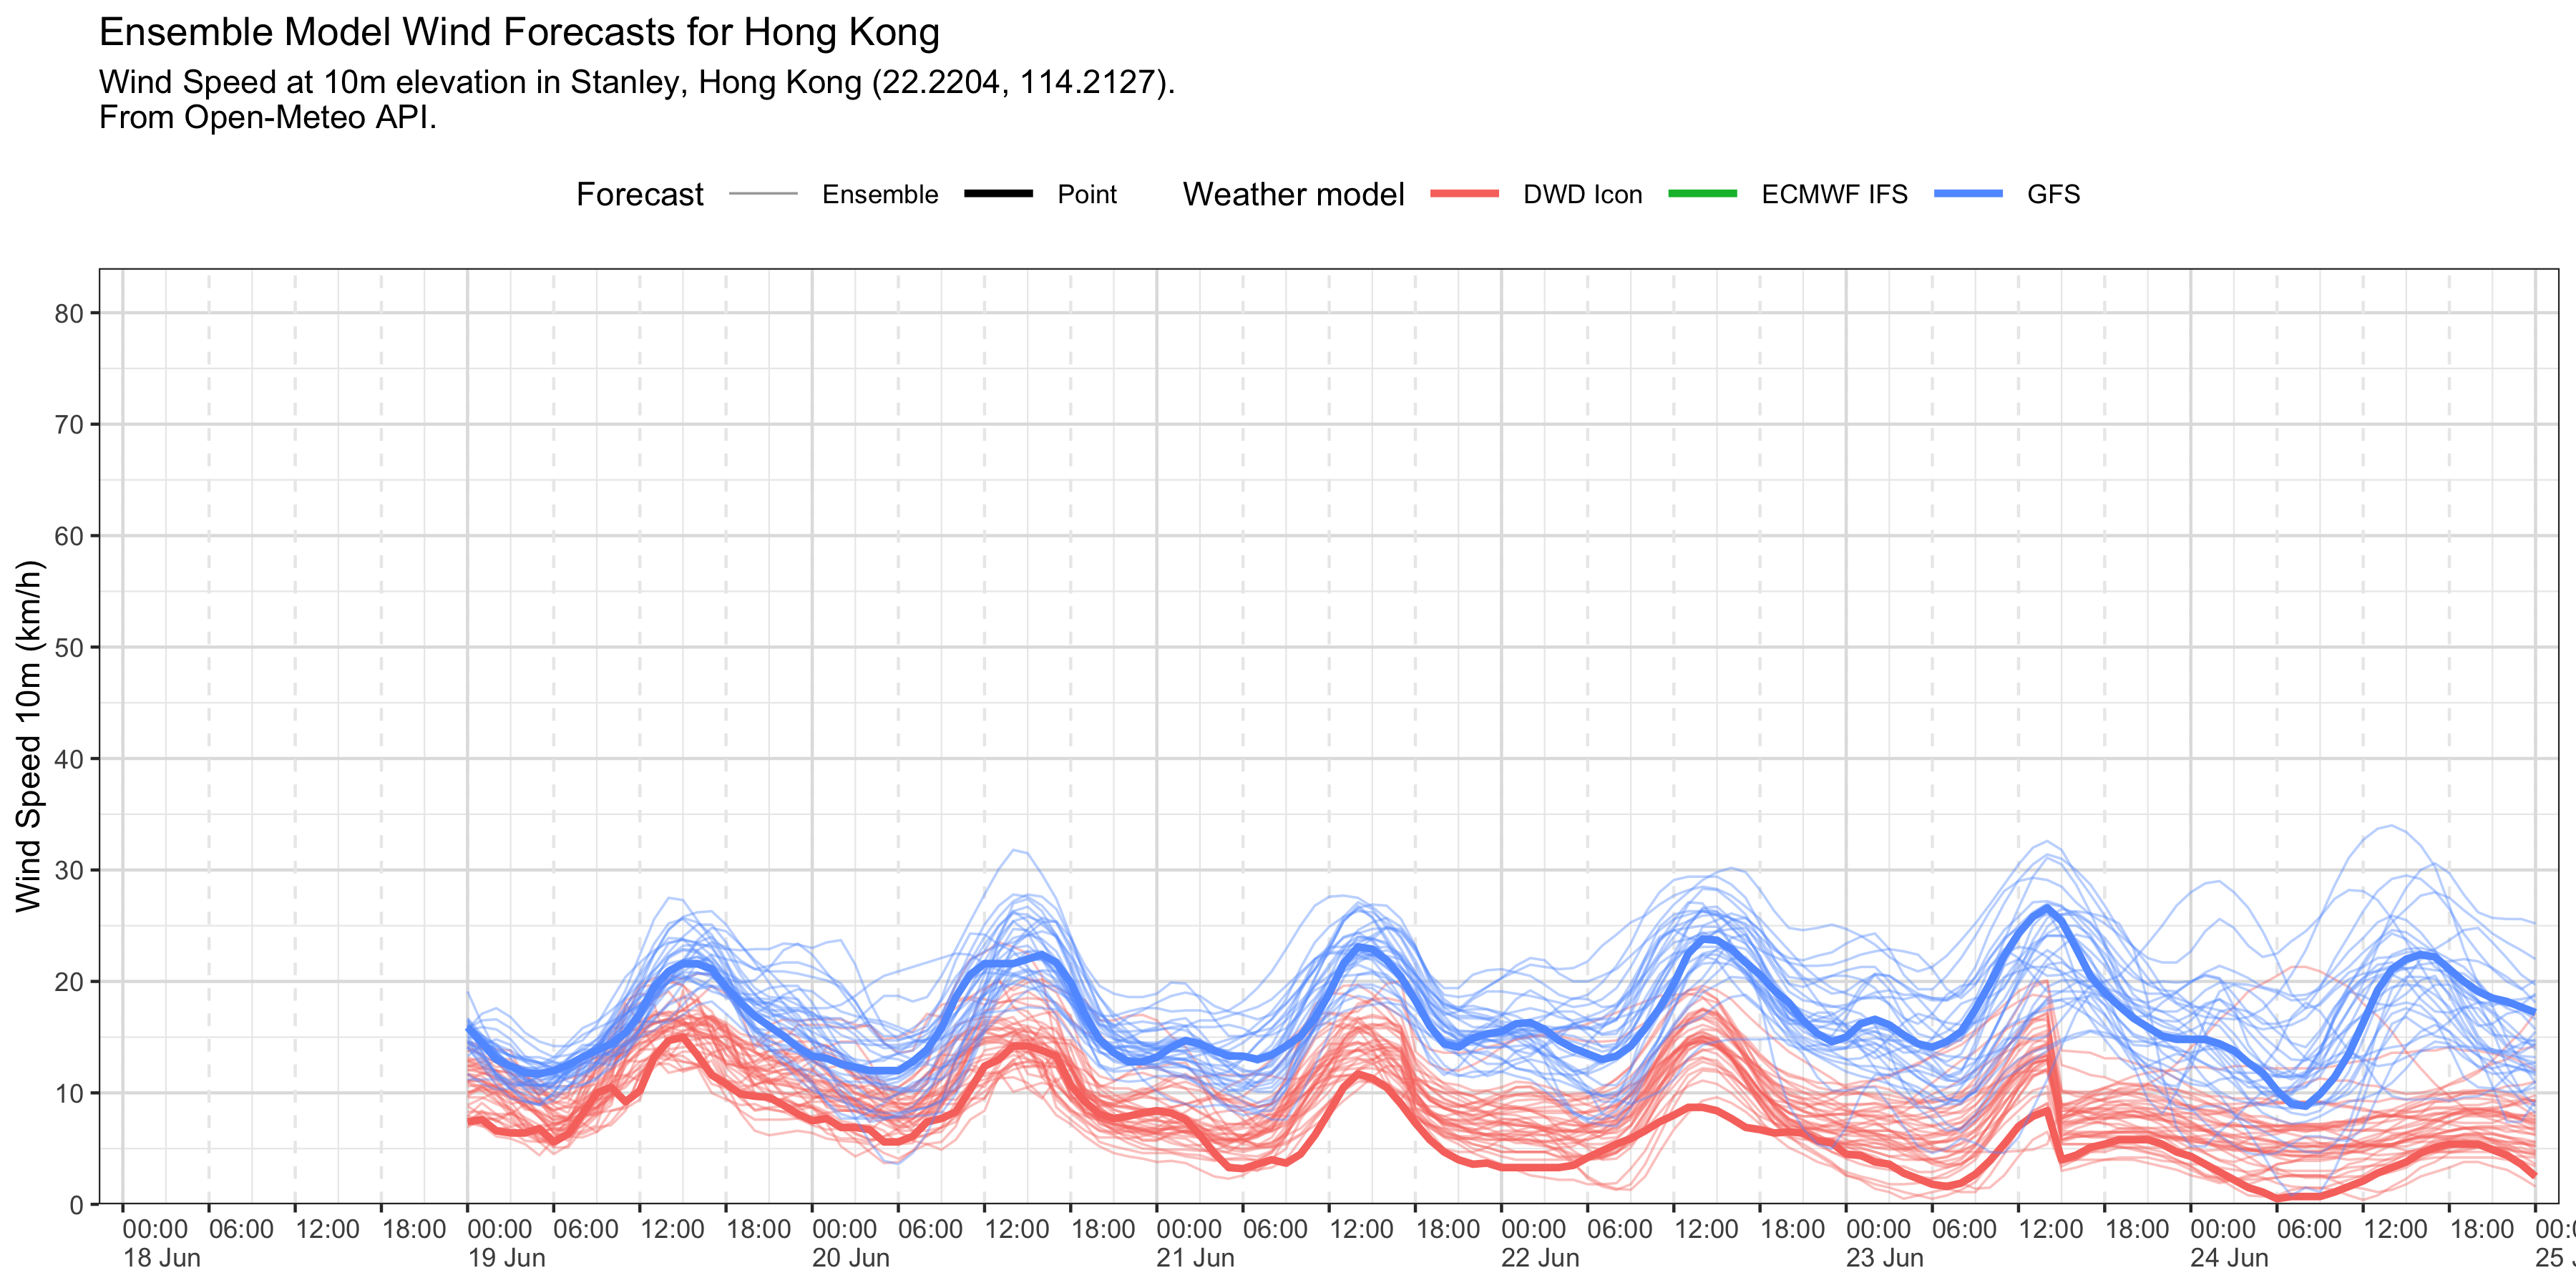 Ensemble Model Wind Forecasts for Hong Kong
Wind Speed at 10m elevation in Stanley, Hong Kong (22.2204, 114.2127).
From Open-Meteo API.
Forecast Ensemble Point Weather model DWD Icon ECMWF IFS GFS
Wind Speed 10m (km/h)
80
70
60
50
40
30
20
10
0
00:00 06:00 12:00 18:00 00:00 06:00 12:00 18:00 00:00 06:00 12:00 18:00 00:00 06:00 12:00 18:00 00:00 06:00 12:00 18:00 00:00 06:00 12:00 18:00 00:00 06:00 12:00 18:00 00:0
18 Jun 19 Jun 20 Jun 21 Jun 22 Jun 23 Jun 24 Jun 25